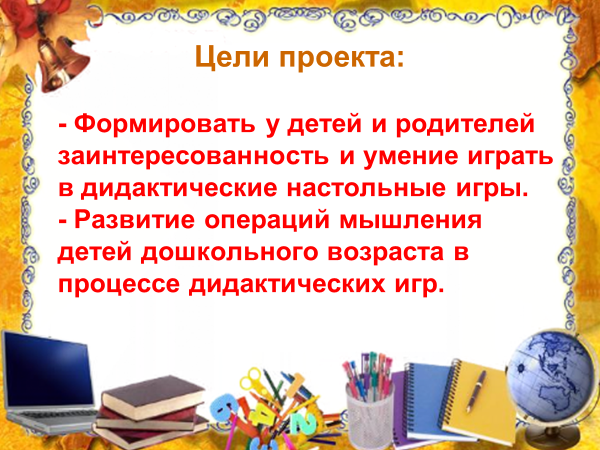 Цели проекта:
- Формировать у детей и родителей
заинтересованность и умение играть
в дидактические настольные игры.
- Развитие операций мышления
детей дошкольного возраста в
процессе дидактических игр.